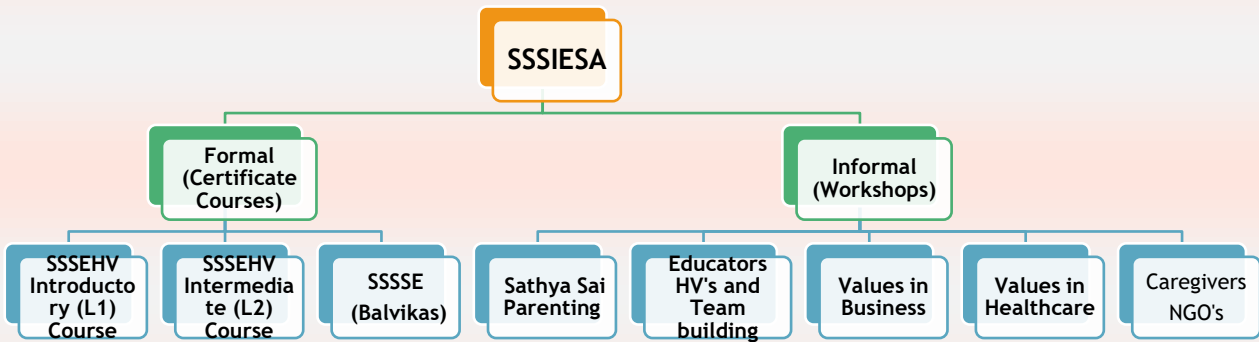 SSSIESA
Formal
(Certificate
Courses)
Informal
(Workshops)
SSSEHV
Introducto
ry (L1)
Course
SSSEHV
Intermedia
te (L2)
Course
SSSSE
(Balvikas)
Sathya Sai
Parenting
Educators
HV's and
Team
building
Values in
Business
Values in
Healthcare
Caregivers
NGO's